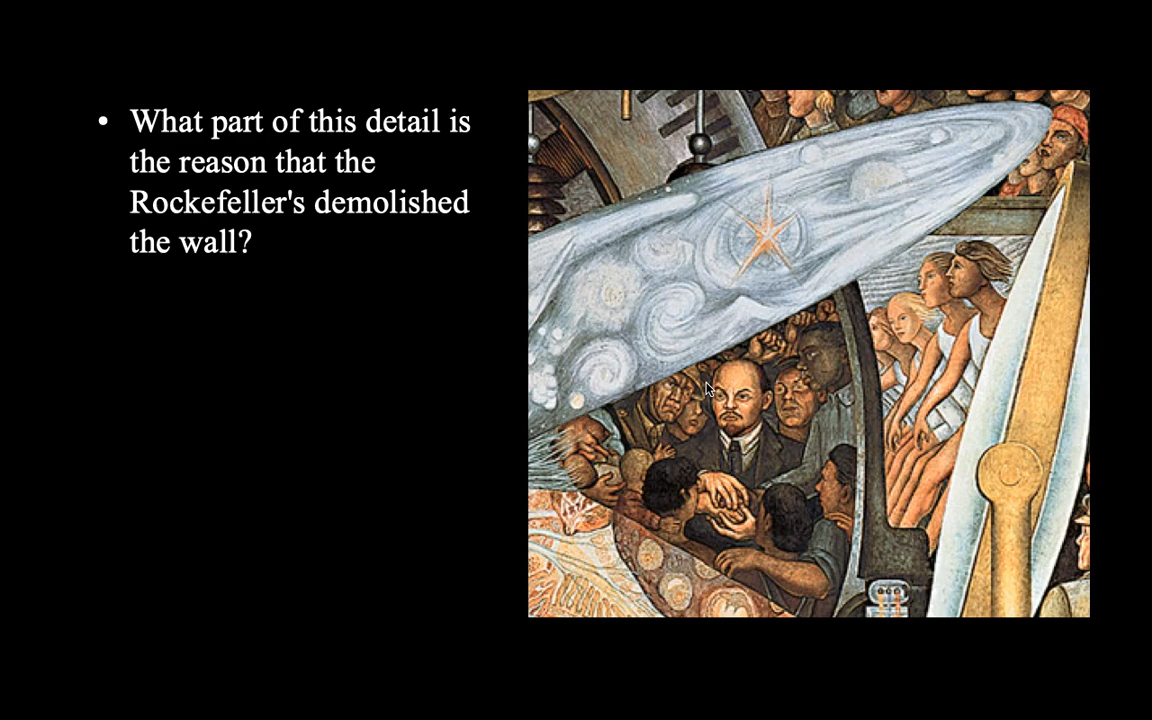 • What part of this detail is
the reason that the
Rockefeller's demolished
the wall?